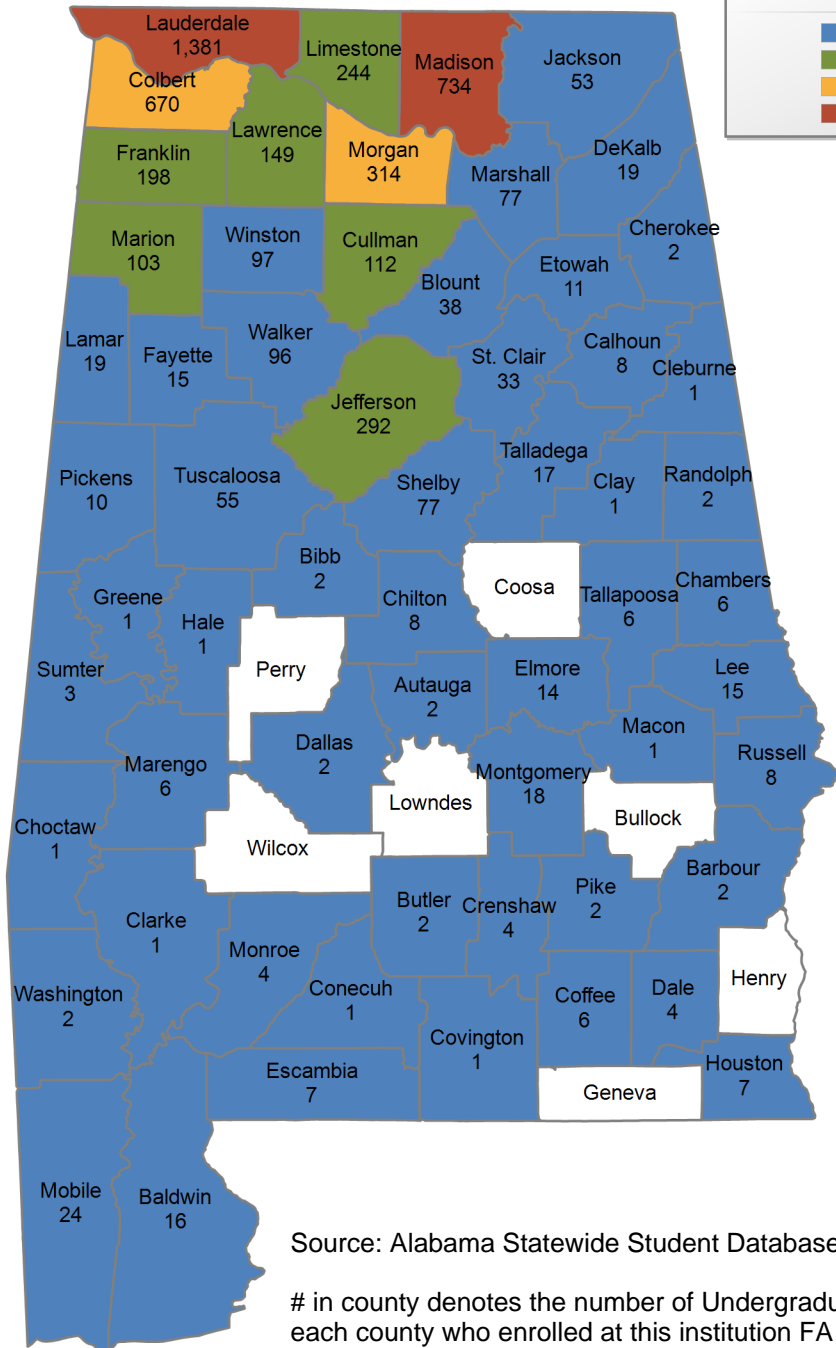 Lauderdale
1,381
Limestone
244
Madison
734
Jackson
53
Colbert
670
Lawrence
149
Franklin
198
Morgan
314
DeKalb
19
Marshall
77
Cherokee
2
Marion
103
Winston
97
Cullman
112
Etowah
11
Blount
38
Lamar
19
Fayette
15
Walker
96
St. Clair
33
Calhoun
8
Cleburne
1
Jefferson
292
Talladega
17
Pickens
10
Tuscaloosa
55
Shelby
77
Clay
1
Randolph
2
Bibb
2
Coosa
Chilton
8
Tallapoosa
6
Chambers
6
Greene
1
Hale
1
Sumter
3
Perry
Autauga
2
Elmore
14
Lee
15
Macon
1
Dallas
2
Marengo
6
Montgomery
18
Russell
8
Lowndes
Bullock
Choctaw
1
Wilcox
Barbour
2
Butler
2
Crenshaw
4
Pike
2
Clarke
1
Monroe
4
Henry
Washington
2
Conecuh
1
Coffee
6
Dale
4
Covington
1
Escambia
7
Houston
7
Geneva
Mobile
24
Baldwin
16
Source: Alabama Statewide Student Database
# in county denotes the number of Undergradu
each county who enrolled at this institution FA